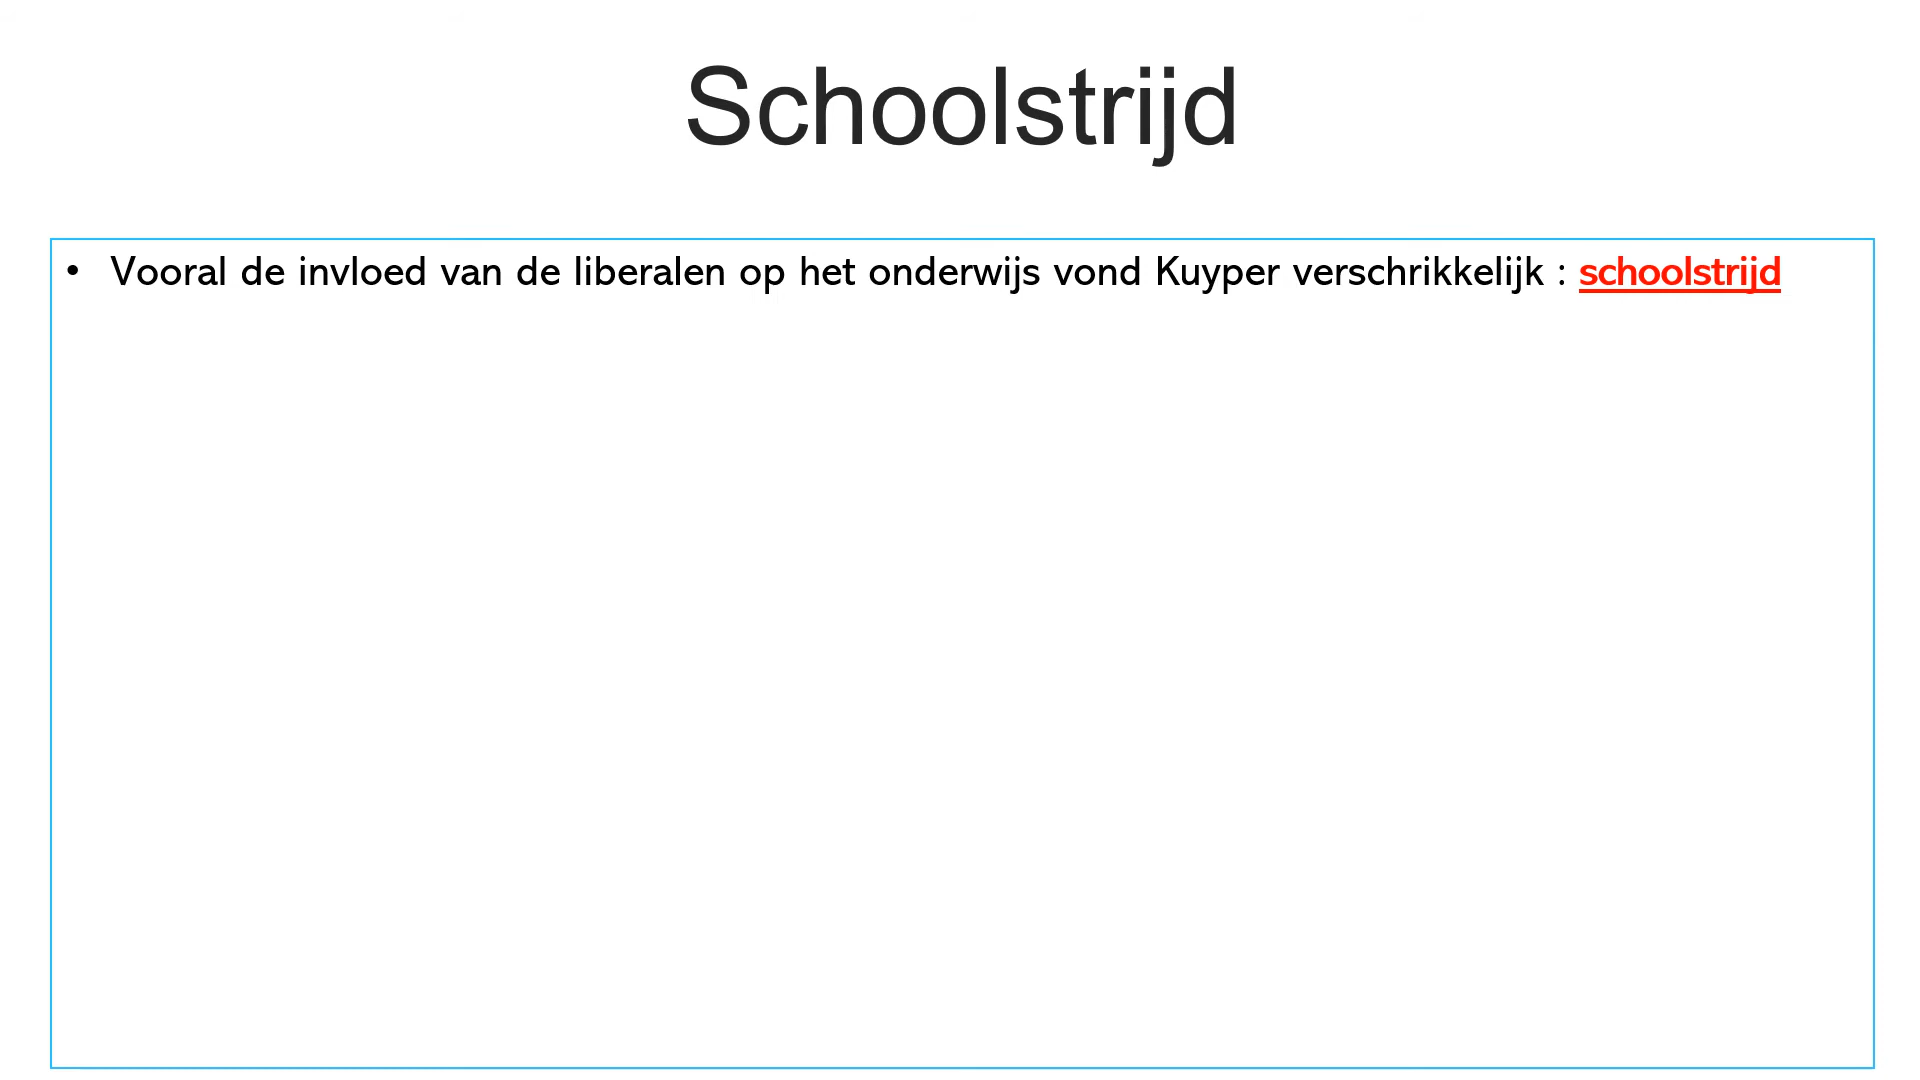 Schoolstrijd
• Vooral de invloed van de liberalen op het onderwijs vond Kuyper verschrikkelijk : schoolstrijd